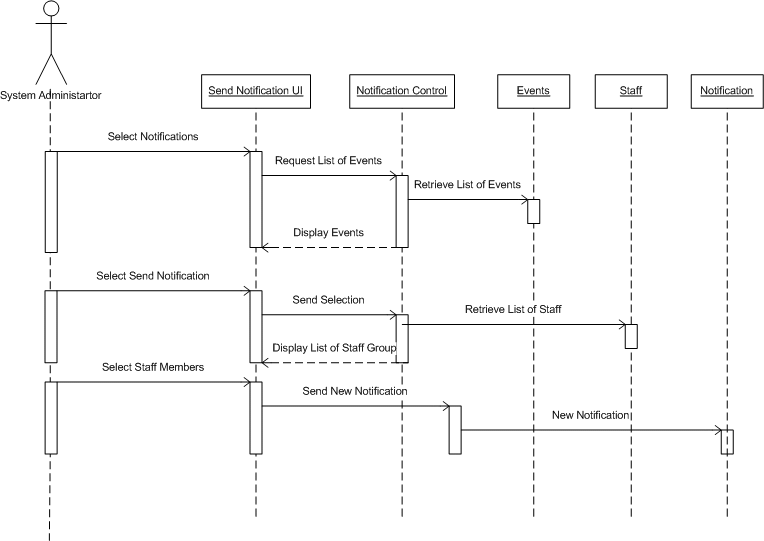 System Administartor
Send Notification UI
Notification Control
Events
Staff
Notification
Select Notifications
Request List of Events
Retrieve List of Events
Display Events
Select Send Notification
Send Selection
Retrieve List of Staff
Display List of Staff Group
Select Staff Members
Send New Notification
New Notification